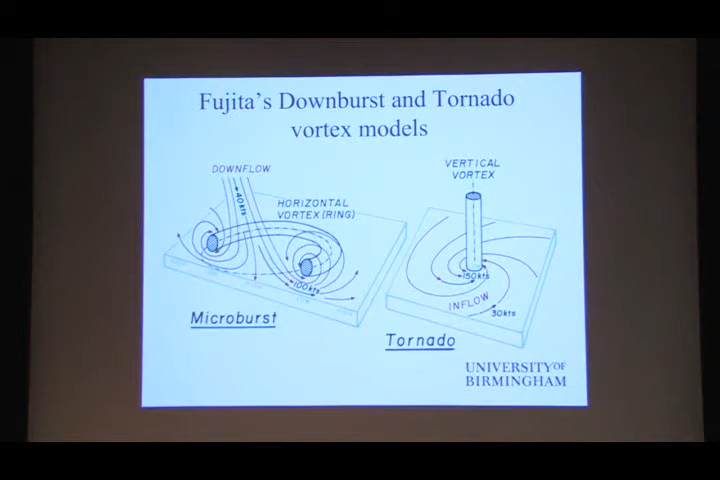 Fujita's Downburst and Tornado
vortex models
DOWNFLOW
40kts
HORIZONTAL
VORTEX (RING)
100kts
Microburst
VERTICAL
VORTEX
150kts
INFLOW
30kts
Tornado
UNIVERSITY OF
BIRMINGHAM